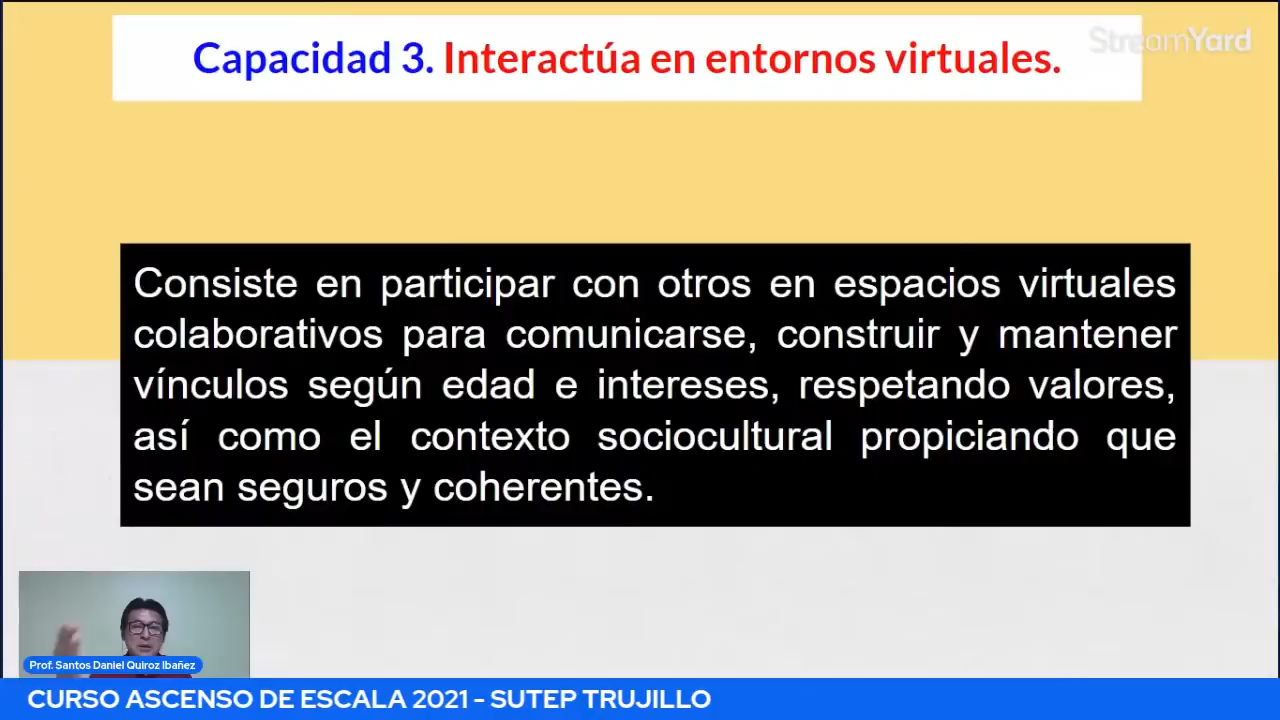 StreamYard
Capacidad 3. Interactúa en entornos virtuales.
Consiste en participar con otros en espacios virtuales
colaborativos para comunicarse, construir y mantener
vínculos según edad e intereses, respetando valores,
así como el contexto sociocultural propiciando que
sean seguros y coherentes.
Prof. Santos Daniel Quiroz Ibañez
CURSO ASCENSO DE ESCALA 2021 - SUTEP TRUJILLO